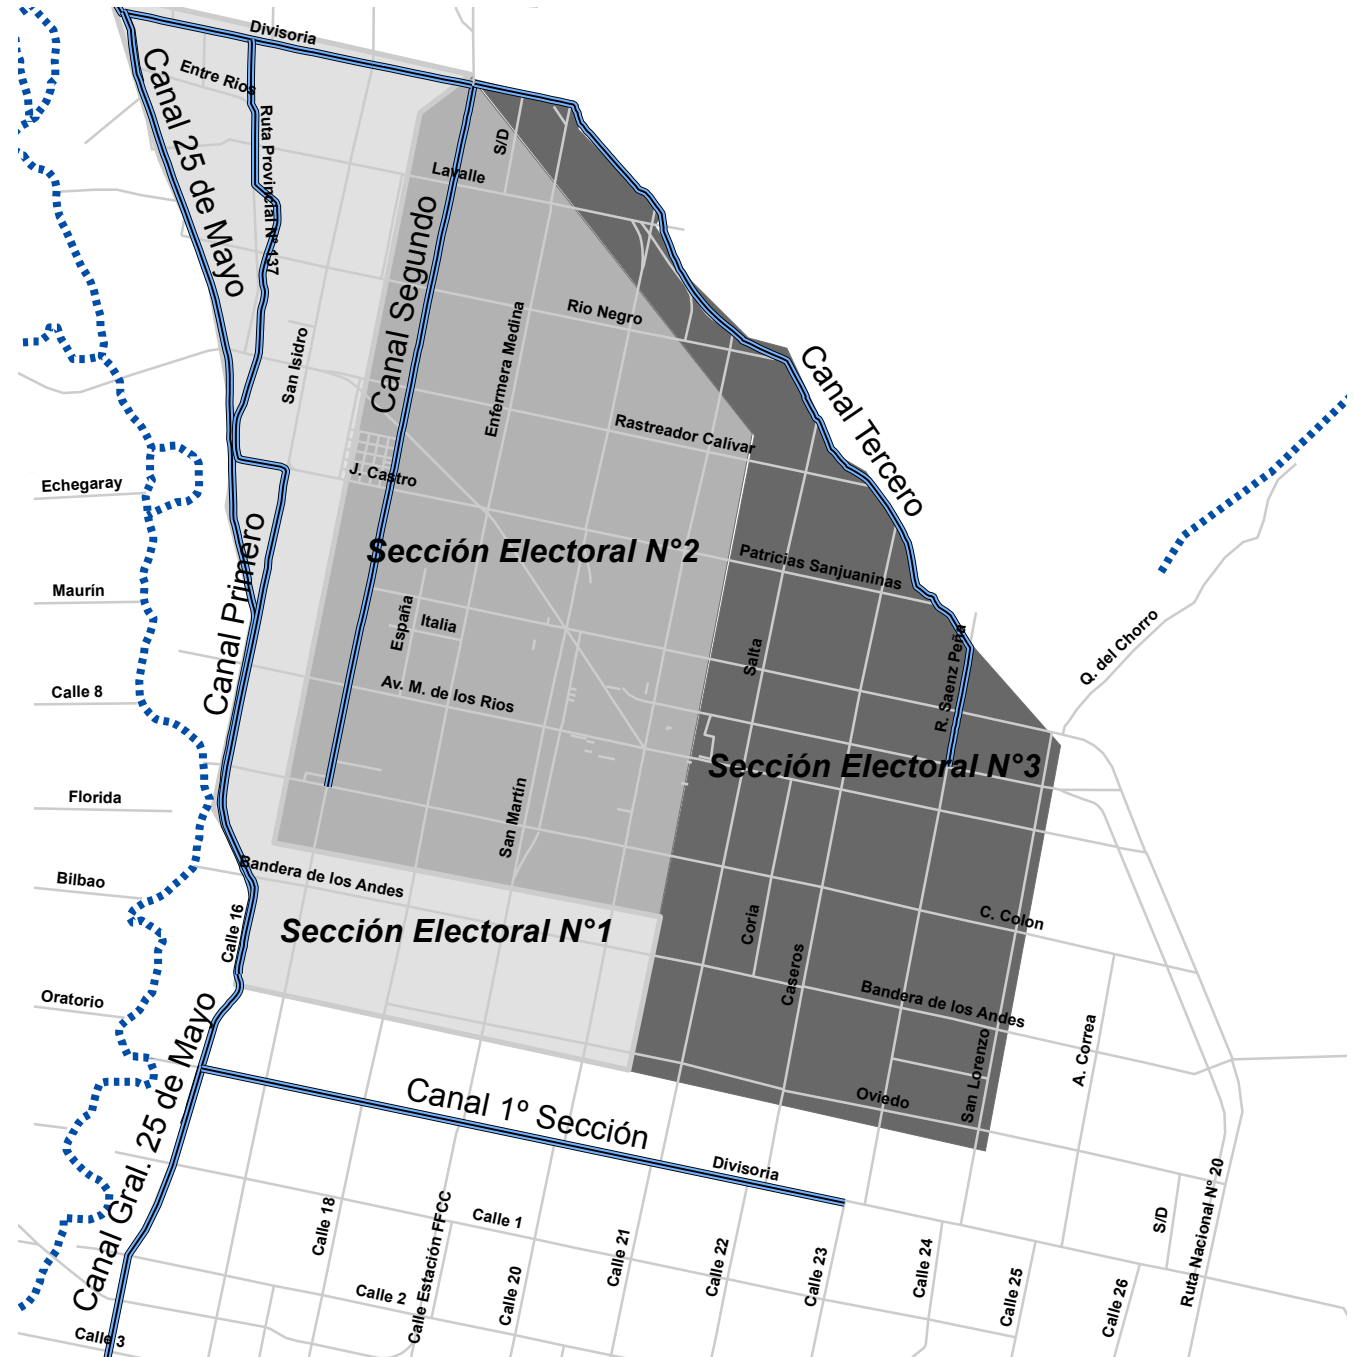 Divisoria
Entre Rios
Canal 25 de Mayo
Ruta Provincial Nº 137
S/D
Lavalle
Canal Segundo
Rio Negro
Enfermera Medina
San Isidro
Canal Tercero
Rastreador Calívar
J. Castro
Echegaray
Canal Primero
Sección Electoral N°2
Patricias Sanjuaninas
Maurín
España
Italia
Salta
R. Saenz Peña
Q. del Chorro
Calle 8
Av. M. de los Rios
Sección Electoral N°3
Florida
San Martín
Bilbao
Bandera de los Andes
Calle 16
Sección Electoral N°1
Coria
Caseros
C. Colon
Oratorio
Bandera de los Andes
San Lorenzo
A. Correa
Canal Gral. 25 de Mayo
Canal 1º Sección
Oviedo
Divisoria
Calle 18
Calle Estación FFCC
Calle 1
Calle 20
Calle 21
Calle 22
Calle 23
Calle 24
Calle 25
Calle 26
S/D
Ruta Nacional Nº 20
Calle 2
Calle 3